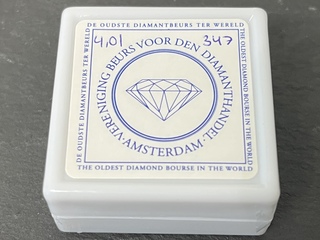 DE OUDSTE DIAMANTBEURS TER WERELD
4,01 347
VERENIGING BEURS VOOR DEN DIAMANTHANDEL
·AMSTERDAM·
DE OUDSTE DIAMANTBEURS TER WERELD
THE OLDEST DIAMOND BOURSE IN THE WORLD
THE OLDEST DIAMOND BOURSE IN THE WORLD